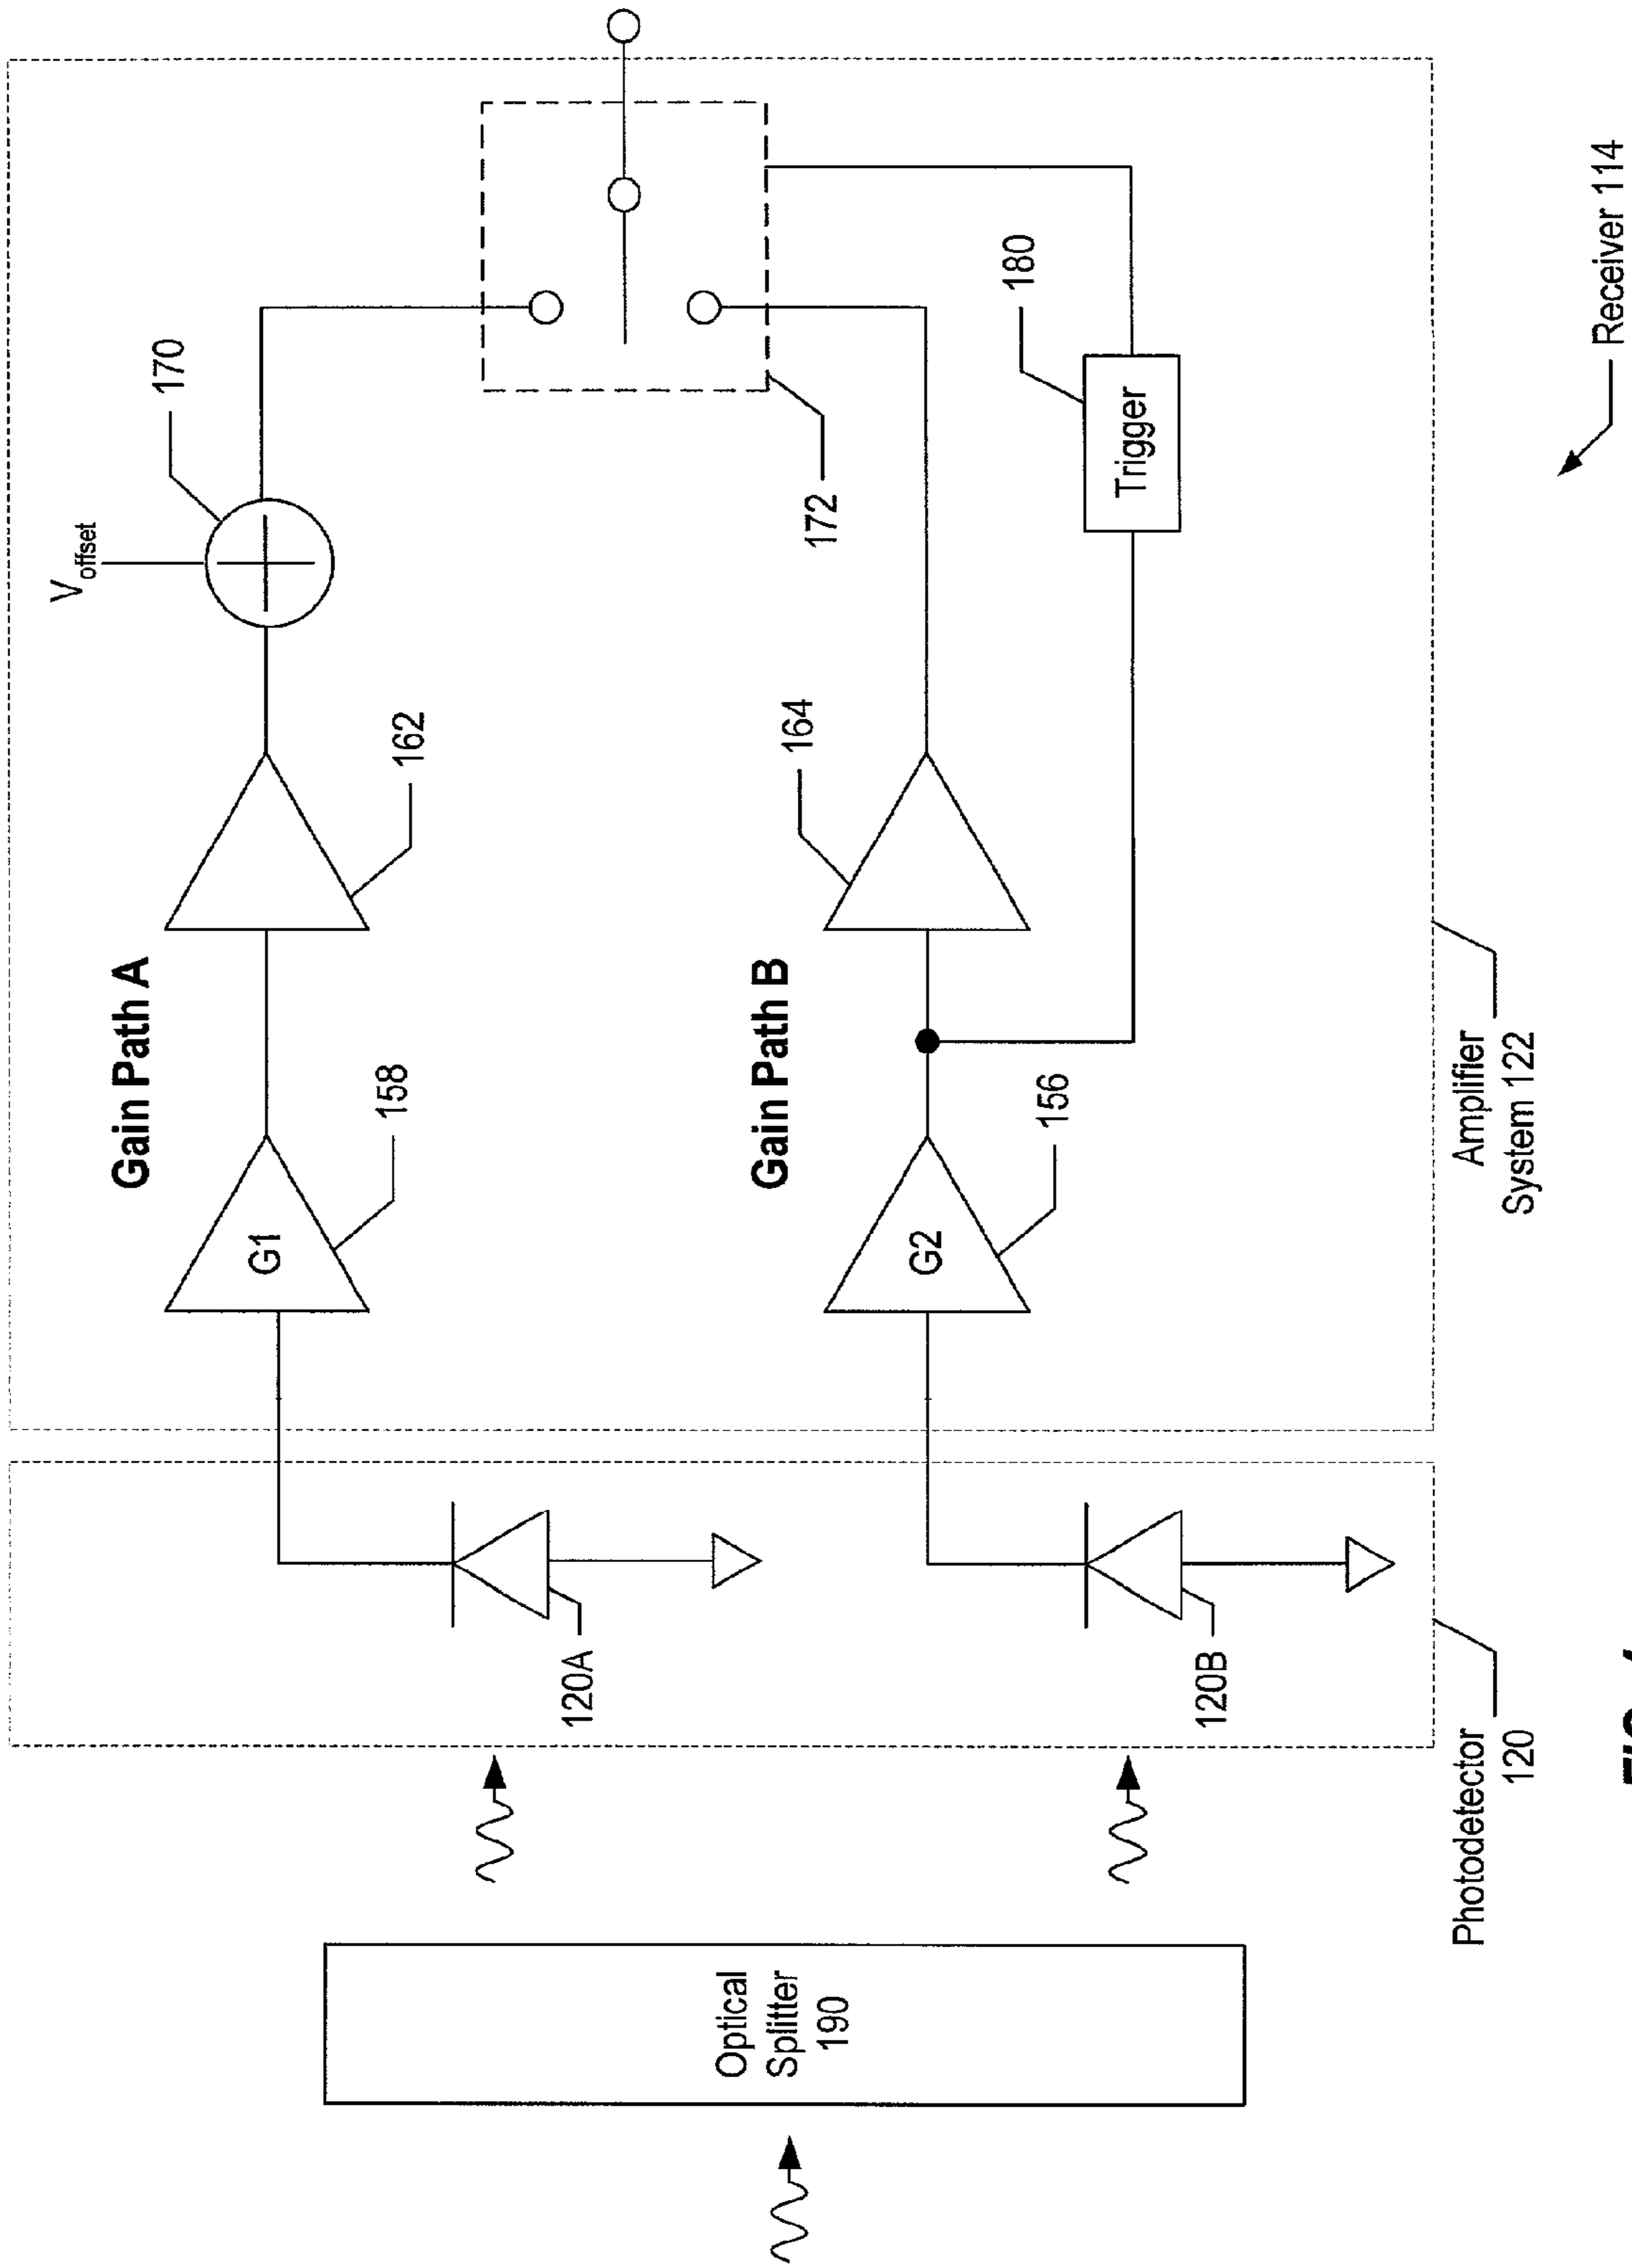 V offset
170
Gain Path A
162
158
G1
172
180
Trigger
164
Gain Path B
156
G2
120A
120B
Optical
Splitter
190
Photodetector
120
Amplifier
System 122
Receiver 114